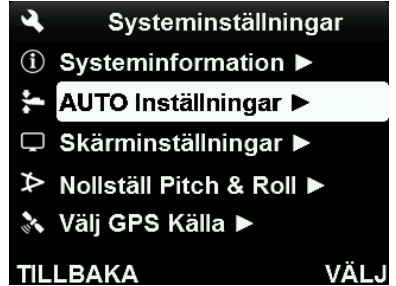 Systeminställningar
Systeminformation ▶
AUTO Inställningar ▶
Skärminställningar ▶
Nollställ Pitch & Roll ▶
Välj GPS Källa ▶
TILLBAKA VÄLJ